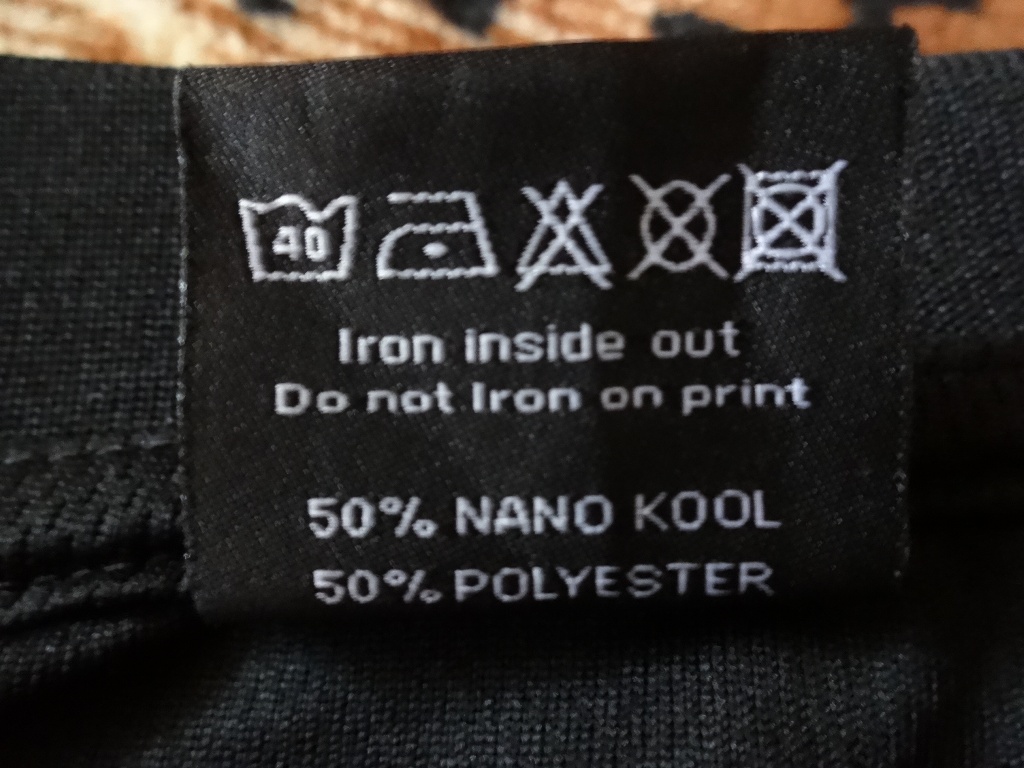 40
Iron inside out
Do not Iron on print
50% NANO KOOL
50% POLYESTER